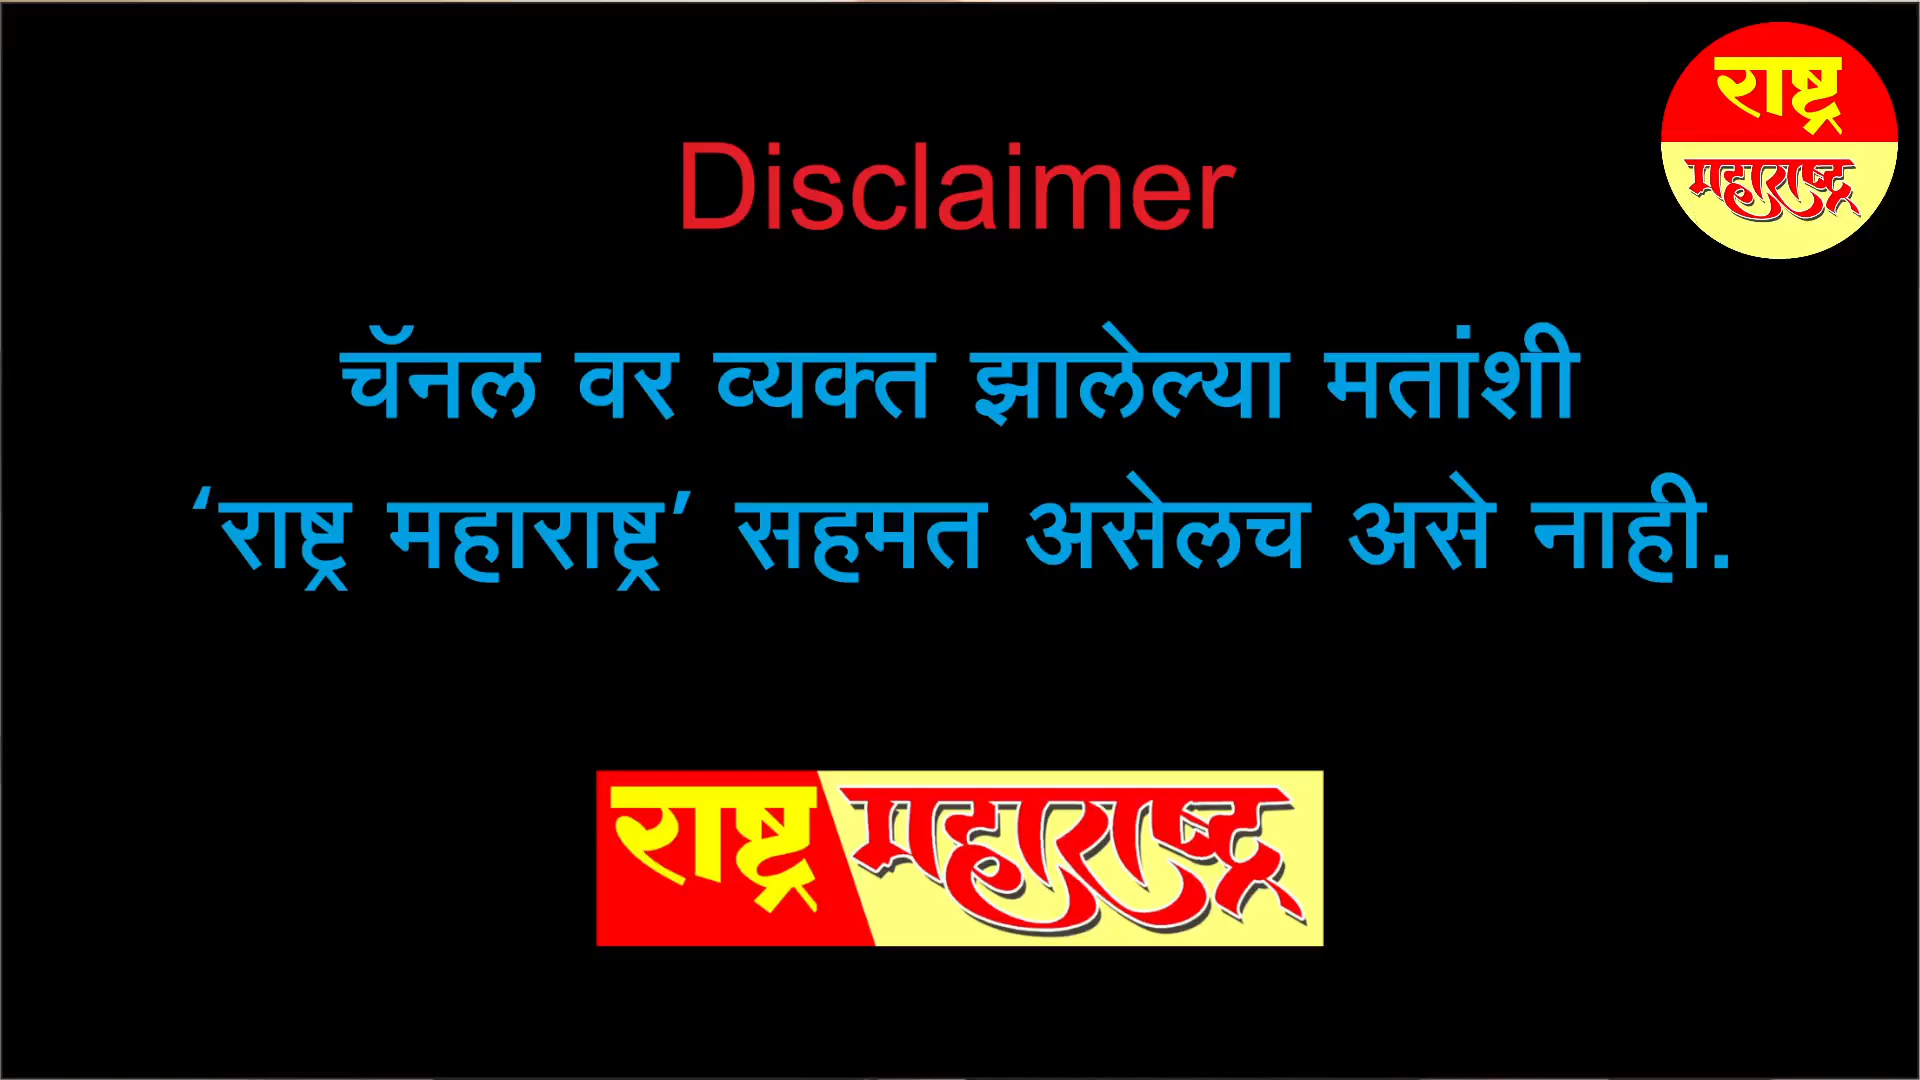 राष्ट्र
महाराष्ट्र
Disclaimer
चॅनल वर व्यक्त झालेल्या मतांशी
‘राष्ट्र महाराष्ट्र’ सहमत असेलच असे नाही.
राष्ट्र महाराष्ट्र